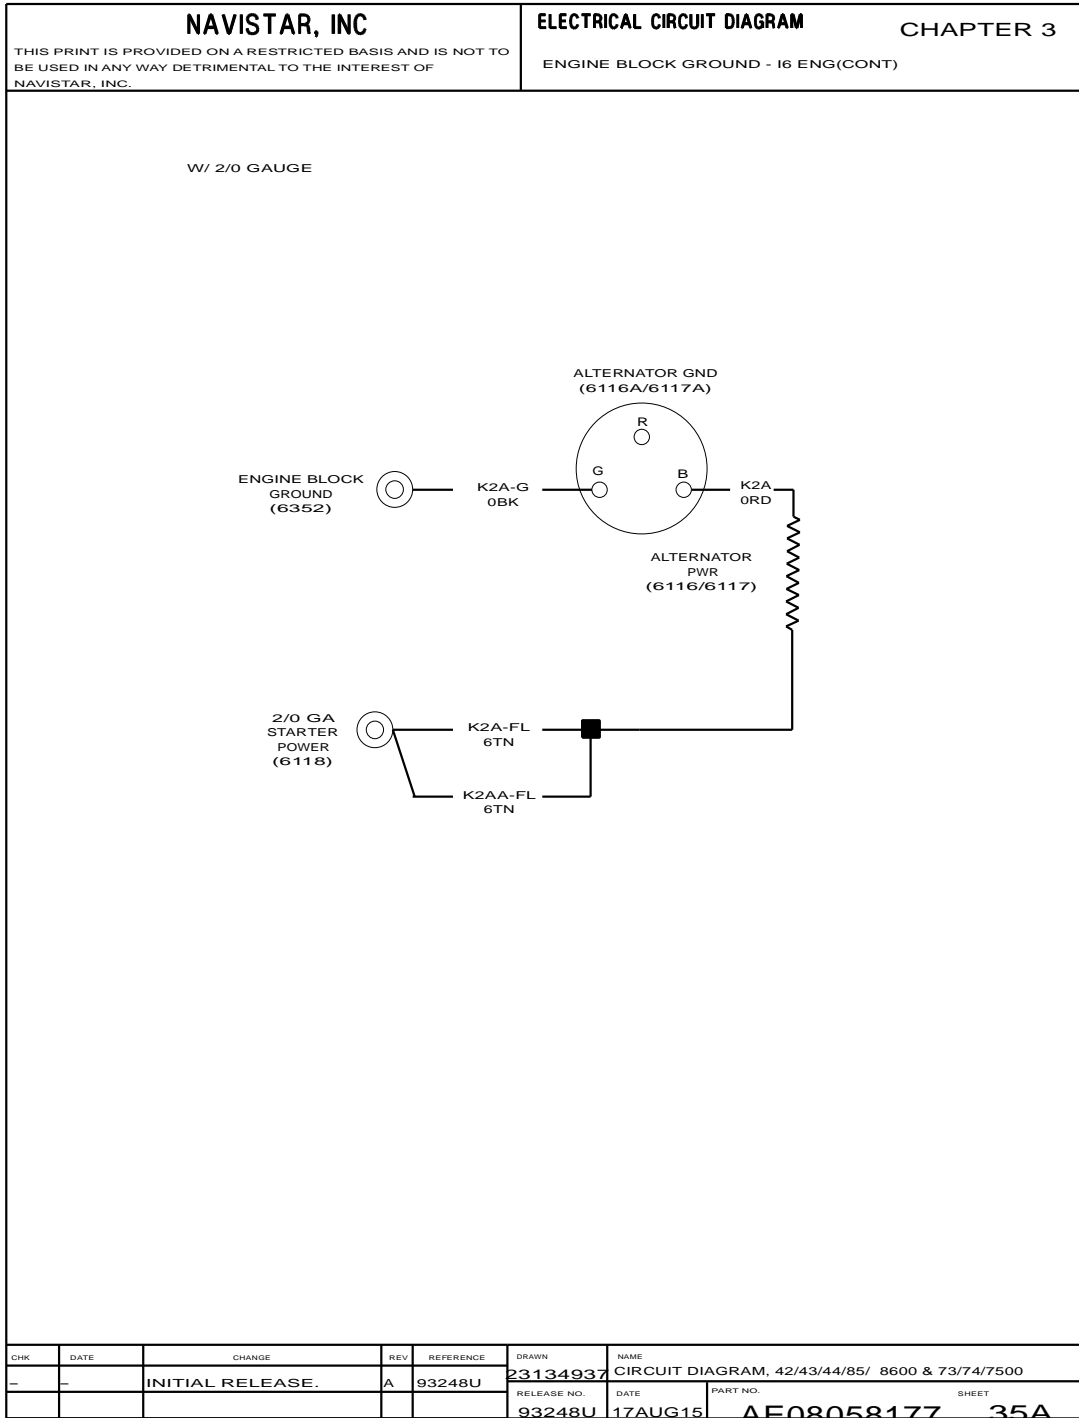 NAVISTAR, INC
THIS PRINT IS PROVIDED ON A RESTRICTED BASIS AND IS NOT TO
BE USED IN ANY WAY DETRIMENTAL TO THE INTEREST OF
NAVISTAR, INC.
ELECTRICAL CIRCUIT DIAGRAM
CHAPTER 3
ENGINE BLOCK GROUND - I6 ENG(CONT)
W/ 2/0 GAUGE
ALTERNATOR GND
(6116A/6117A)
R
G
B
ENGINE BLOCK
GROUND
(6352)
K2A-G
0BK
K2A
0RD
ALTERNATOR
PWR
(6116/6117)
2/0 GA
STARTER
POWER
(6118)
K2A-FL
6TN
K2AA-FL
6TN
CHK DATE CHANGE REV REFERENCE
– – INITIAL RELEASE. A 93248U
DRAWN
23134937
NAME
CIRCUIT DIAGRAM, 42/43/44/85/ 8600 & 73/74/7500
RELEASE NO. DATE PART NO. SHEET
93248U 17AUG15 AE08058177 35A